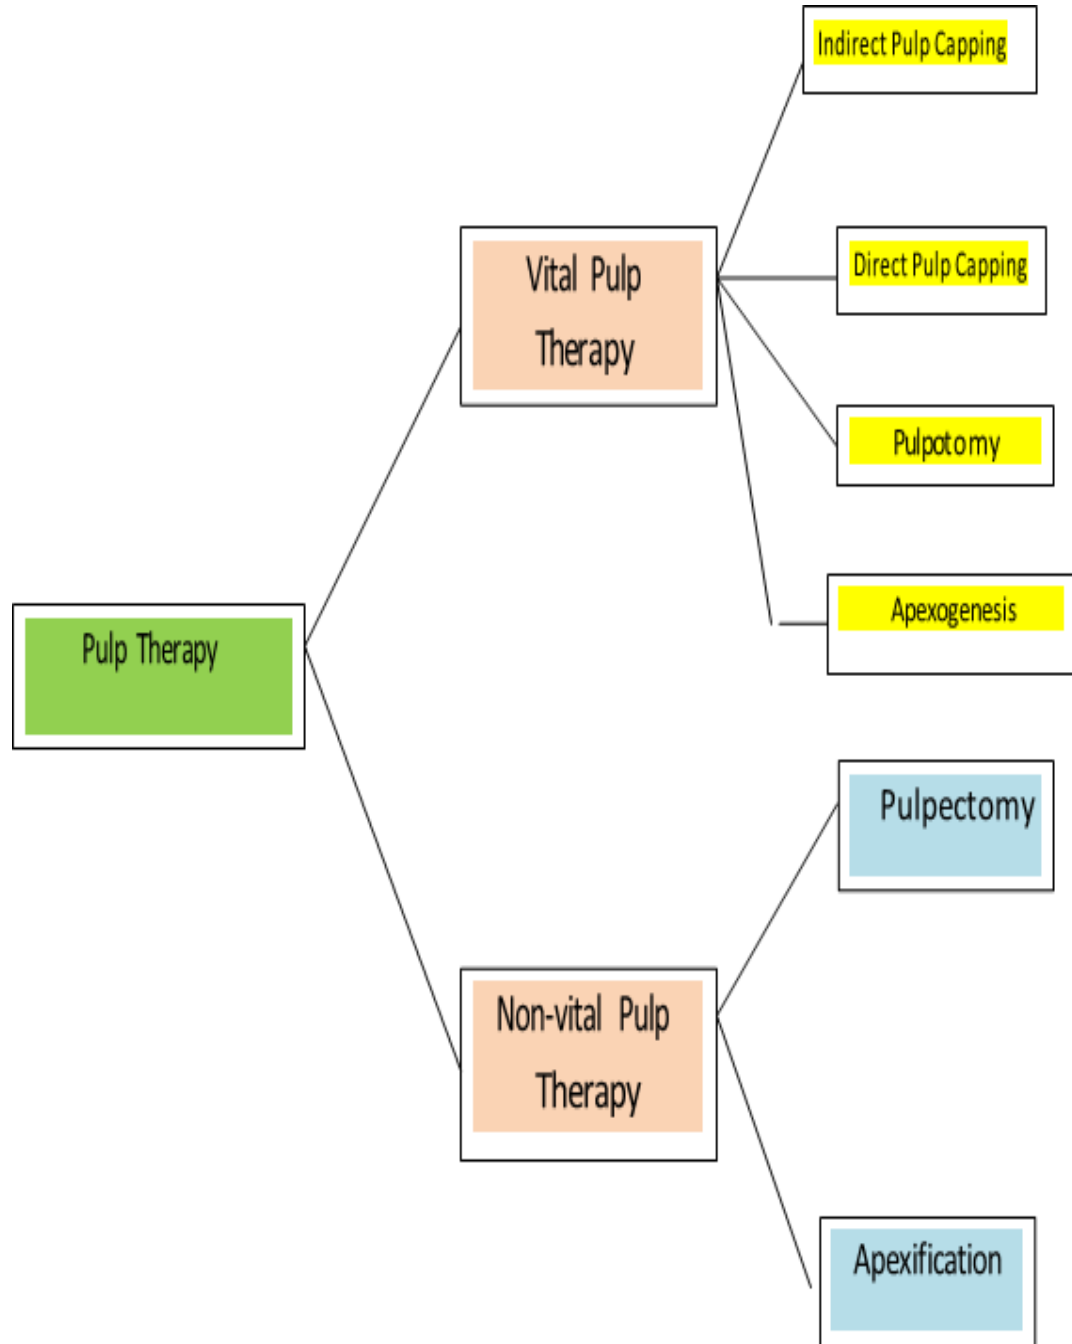 Indirect Pulp Capping
Vital Pulp
Therapy
Direct Pulp Capping
Pulpotomy
Apexogenesis
Pulp Therapy
Pulpectomy
Non-vital Pulp
Therapy
Apexification